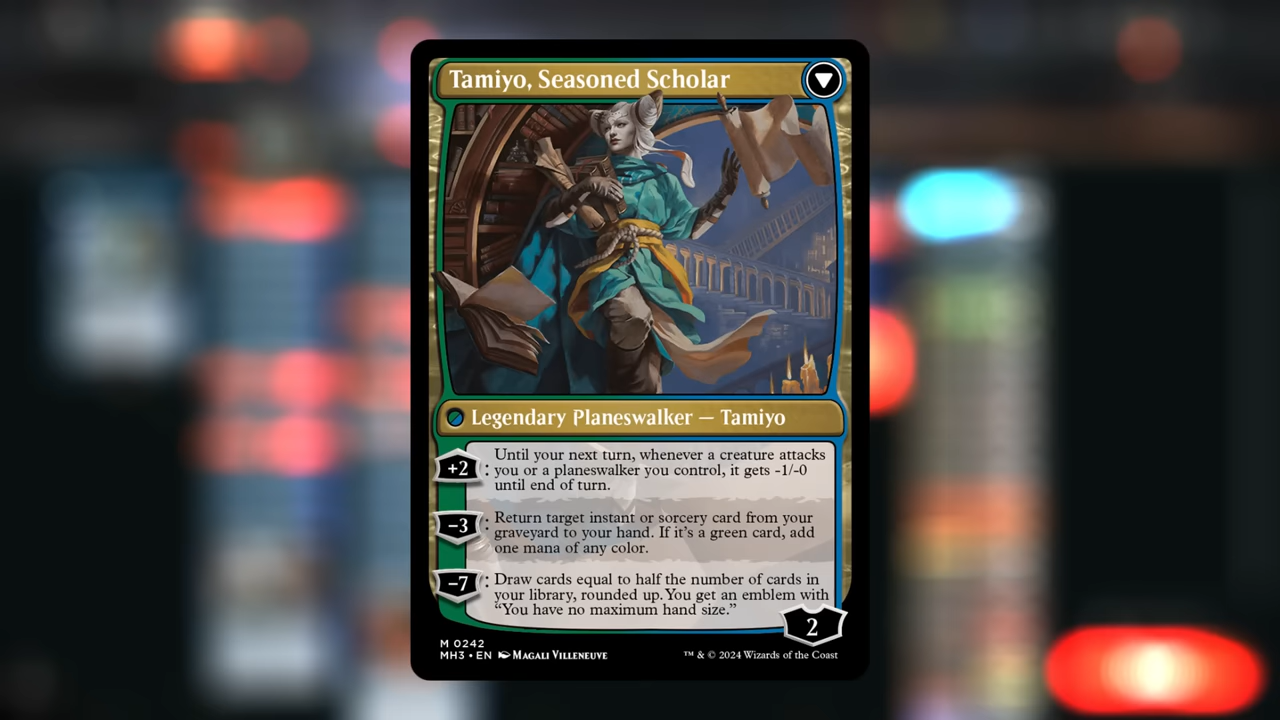 Tamiyo, Seasoned Scholar
Legendary Planeswalker — Tamiyo
+2: Until your next turn, whenever a creature attacks
you or a planeswalker you control, it gets -1/-0
until end of turn.
−3: Return target instant or sorcery card from your
graveyard to your hand. If it's a green card, add
one mana of any color.
−7: Draw cards equal to half the number of cards in
your library, rounded up. You get an emblem with
“You have no maximum hand size.”
2
M 0242
MH3 • EN Magali Villeneuve
™ & © 2024 Wizards of the Coast